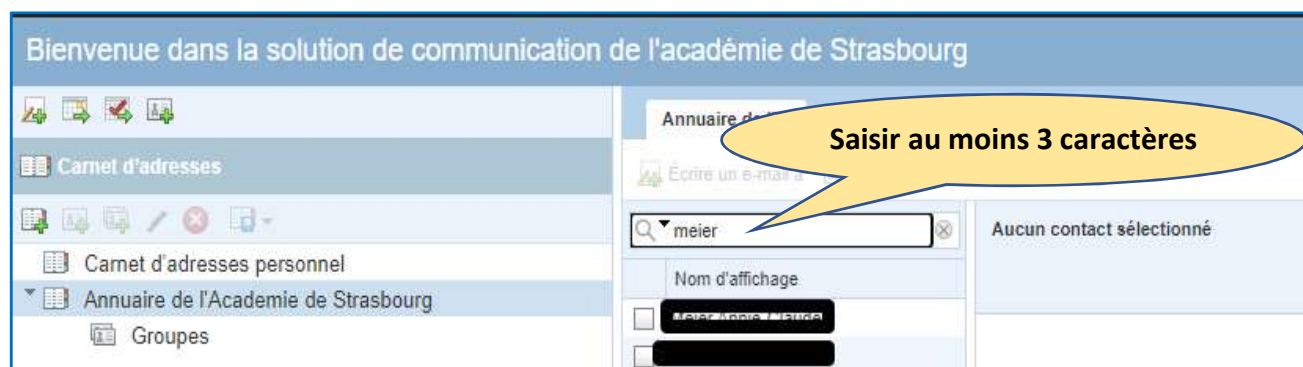 Bienvenue dans la solution de communication de l'académie de Strasbourg
Carnet d'adresses
Carnet d'adresses personnel
Annuaire de l'Academie de Strasbourg
Groupes
Annuaire de
Saisir au moins 3 caractères
Écrire un e-mail à
meier
Aucun contact sélectionné
Nom d'affichage